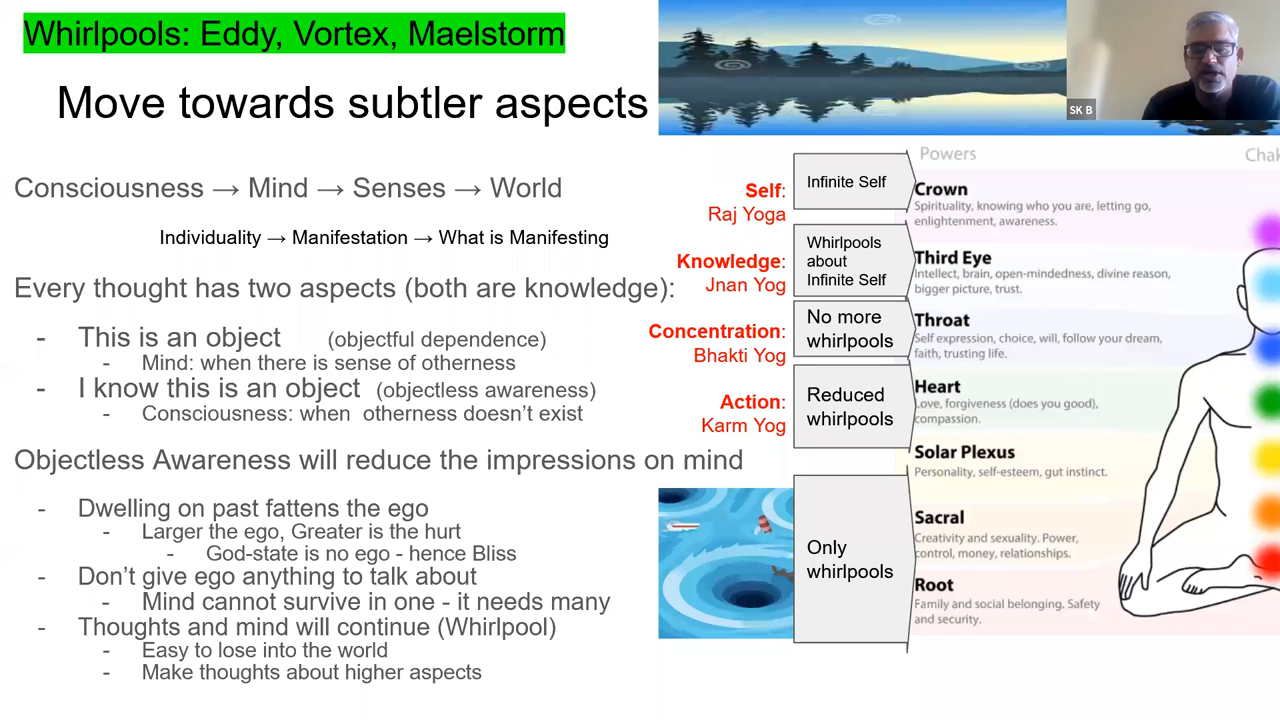 Whirlpools: Eddy, Vortex, Maelstorm
Move towards subtler aspects
Consciousness → Mind → Senses → World
Individuality → Manifestation → What is Manifesting
Every thought has two aspects (both are knowledge):
- This is an object (objectful dependence)
- Mind: when there is sense of otherness
- I know this is an object (objectless awareness)
- Consciousness: when otherness doesn't exist
Objectless Awareness will reduce the impressions on mind
- Dwelling on past fattens the ego
- Larger the ego, Greater is the hurt
- God-state is no ego - hence Bliss
- Don't give ego anything to talk about
- Mind cannot survive in one - it needs many
- Thoughts and mind will continue (Whirlpool)
- Easy to lose into the world
- Make thoughts about higher aspects
SK B
Self:
Raj Yoga
Knowledge:
Jnan Yog
Concentration:
Bhakti Yog
Action:
Karm Yog
Infinite Self
Whirlpools
about
Infinite Self
No more
whirlpools
Reduced
whirlpools
Only
whirlpools
Powers
Chak
Crown
Spirituality, knowing who you are, letting go,
enlightenment, awareness.
Third Eye
Intellect, brain, open-mindedness, divine reason,
bigger picture, trust.
Throat
Self expression, choice, will, follow your dream,
faith, trusting life.
Heart
Love, forgiveness (does you good),
compassion.
Solar Plexus
Personality, self-esteem, gut instinct.
Sacral
Creativity and sexuality. Power,
control, money, relationships.
Root
Family and social belonging. Safety
and security.